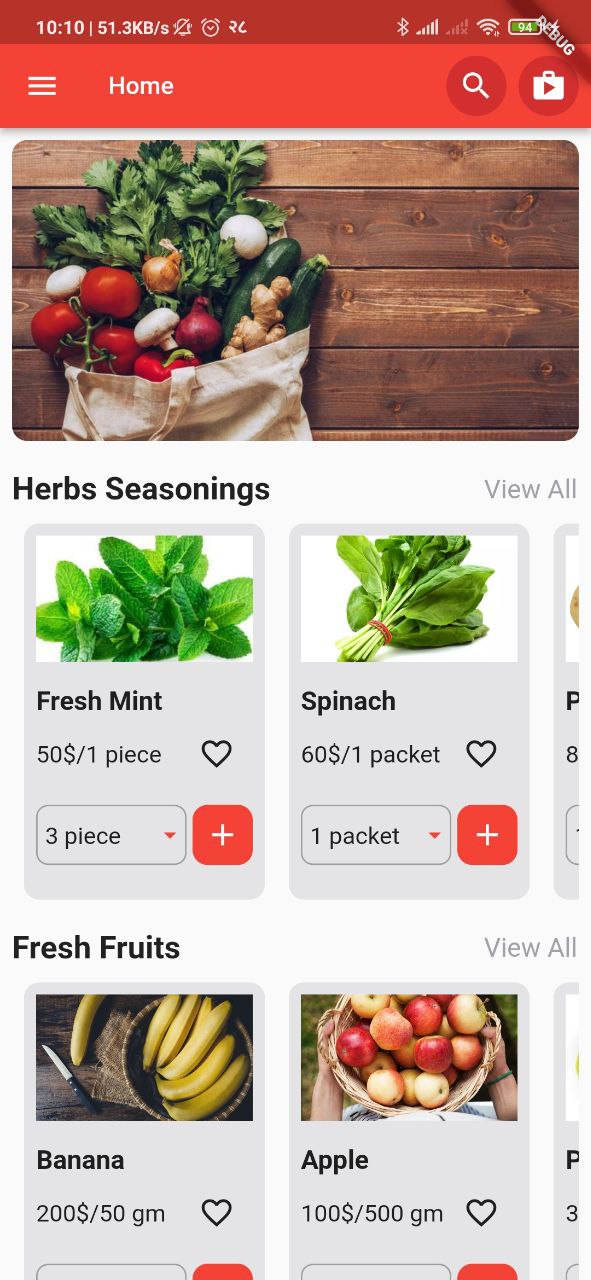 10:10 | 51.3KB/s २८ 94
DEBUG
Home
Herbs Seasonings View All
Fresh Mint Spinach P
50$/1 piece 60$/1 packet 8
3 piece 1 packet
Fresh Fruits View All
Banana Apple P
200$/50 gm 100$/500 gm 3